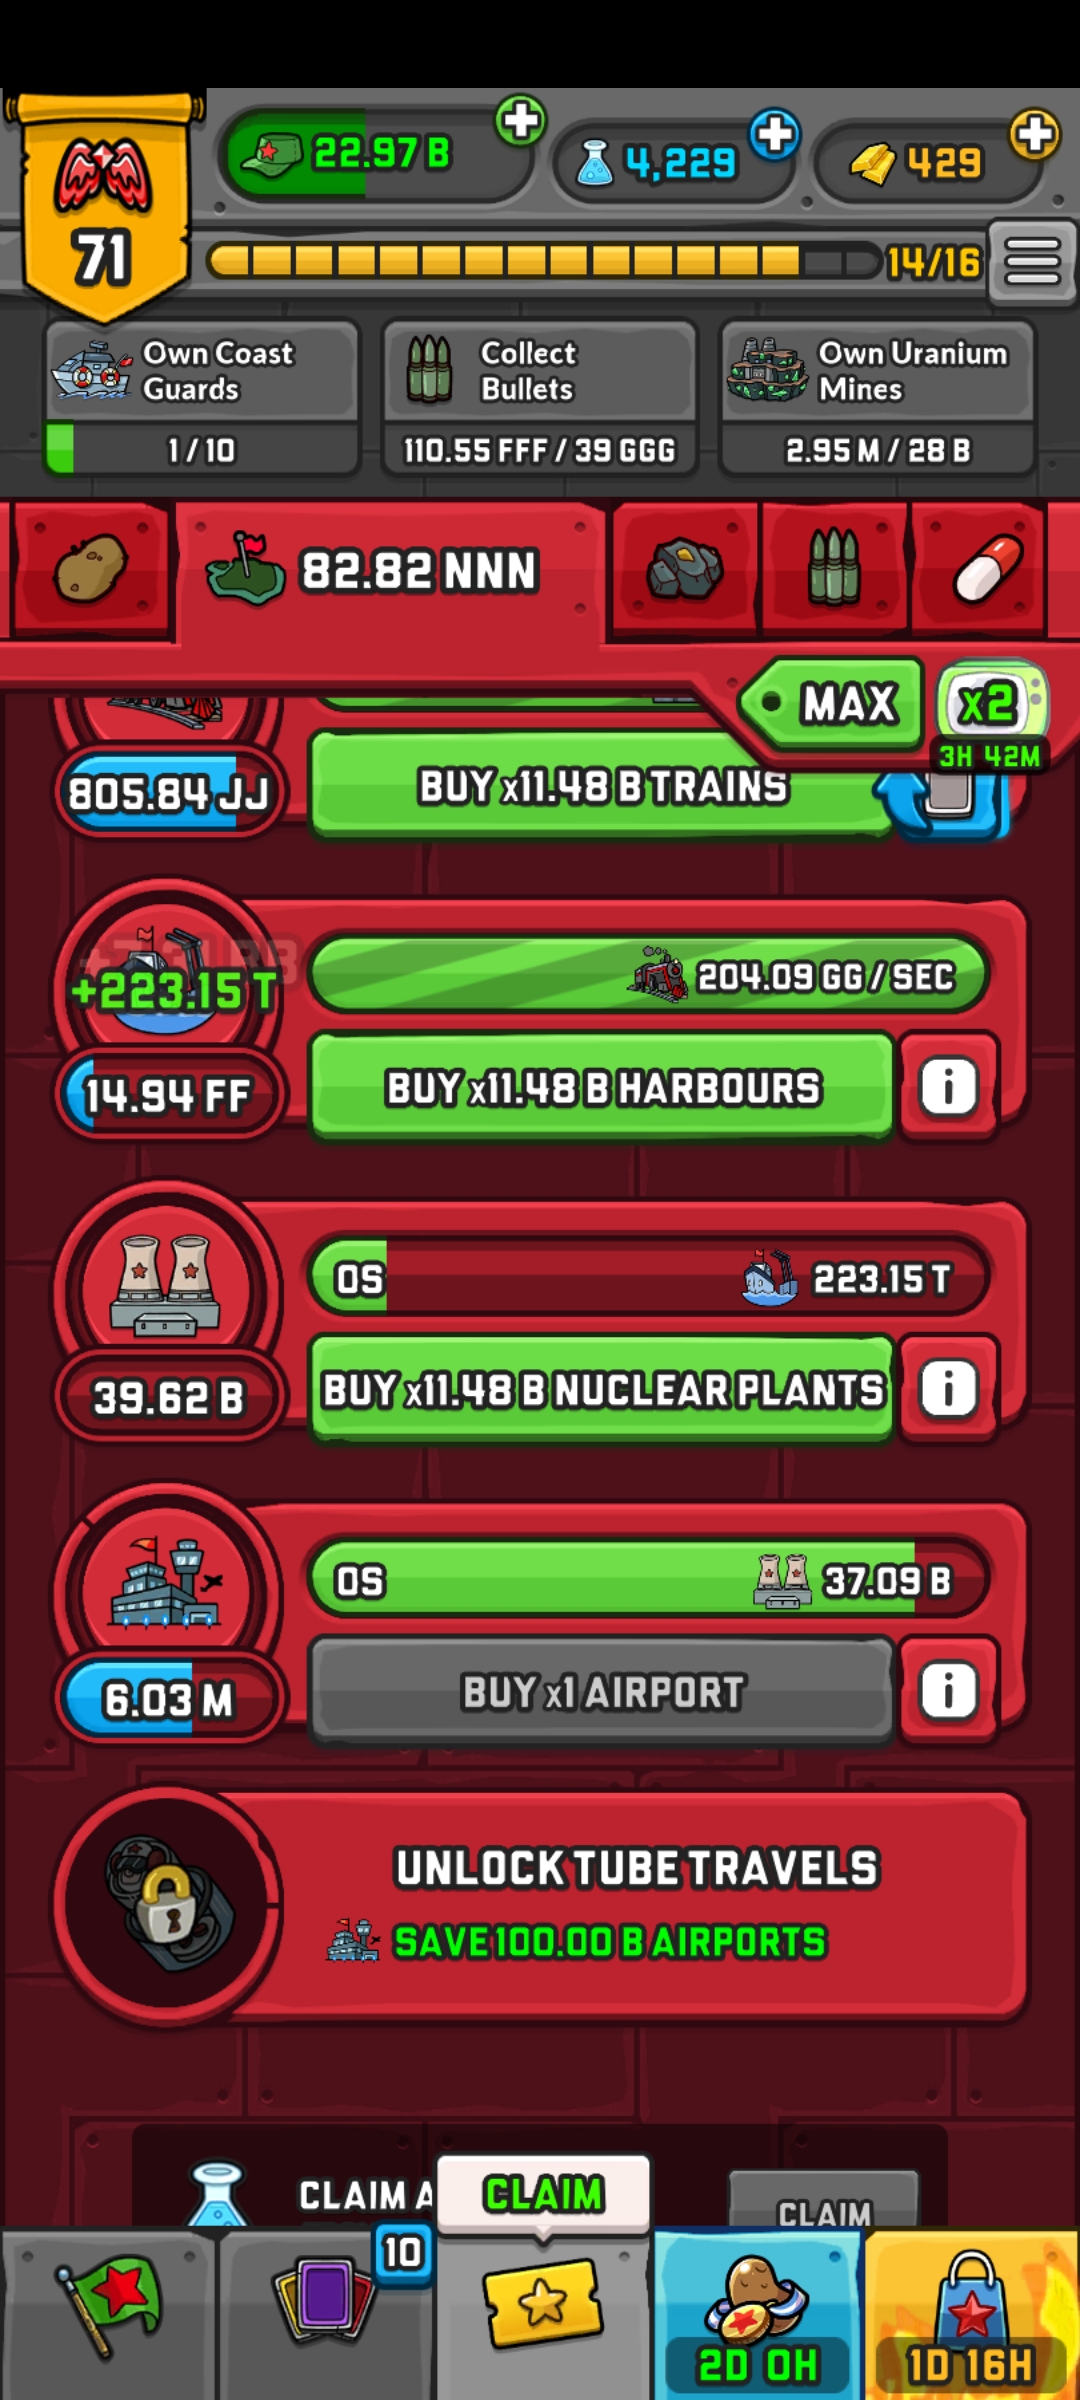 22.97 B
4,229
429
71
14/16
Own Coast
Guards
1 / 10
Collect
Bullets
110.55 FFF / 39 GGG
Own Uranium
Mines
2.95 M / 28 B
82.82 NNN
MAX
x2
3H 42M
805.84 JJ
BUY x11.48 B TRAINS
+223.15 T
204.09 GG / SEC
14.94 FF
BUY x11.48 B HARBOURS
i
0S
223.15 T
39.62 B
BUY x11.48 B NUCLEAR PLANTS
i
0S
37.09 B
6.03 M
BUY x1 AIRPORT
i
UNLOCK TUBE TRAVELS
SAVE 100.00 B AIRPORTS
CLAIM A
CLAIM
CLAIM
10
2D 0H
1D 16H